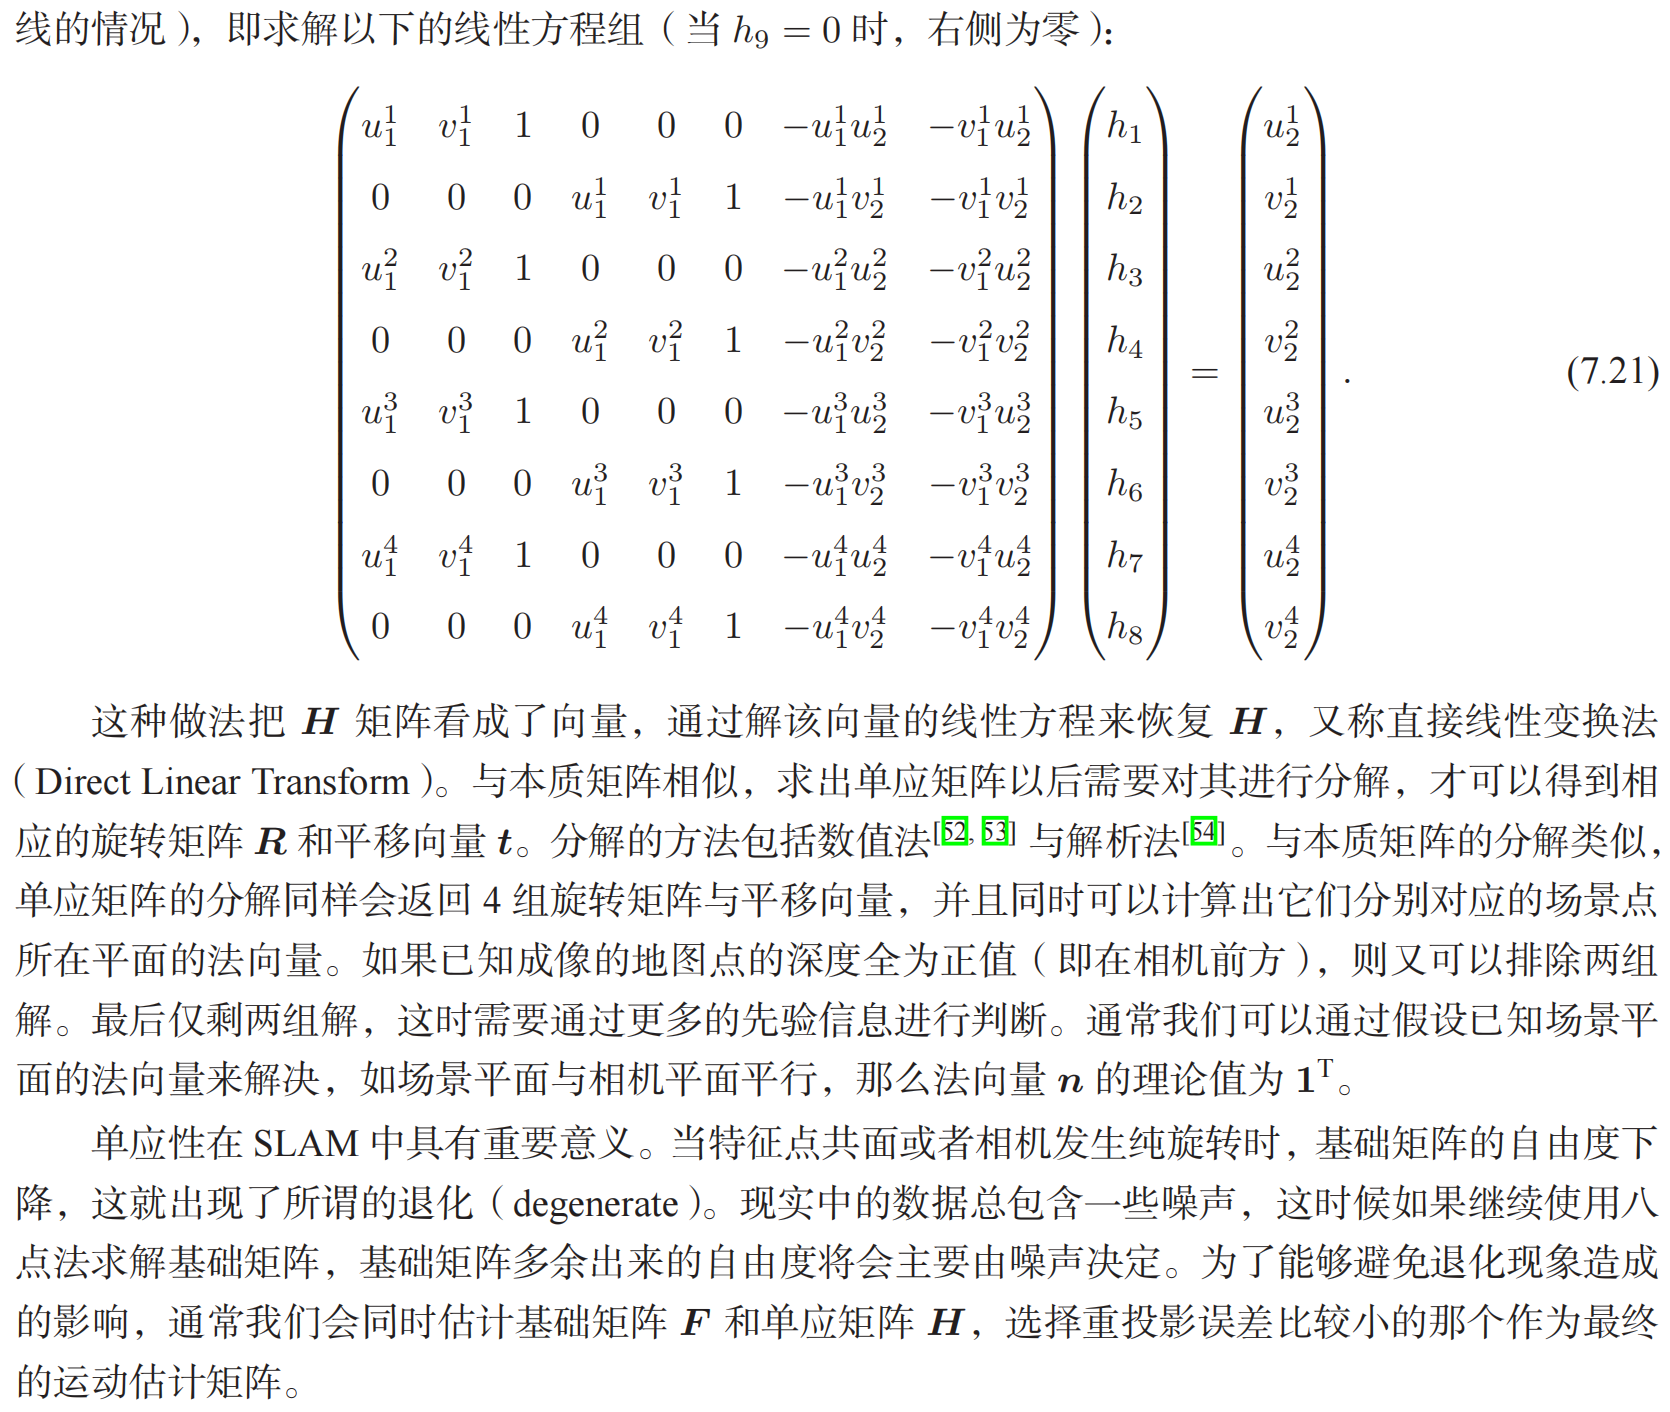 线的情况），即求解以下的线性方程组（当 h₉ = 0 时，右侧为零）：
\begin{pmatrix} u_1^1 & v_1^1 & 1 & 0 & 0 & 0 & -u_1^1u_2^1 & -v_1^1u_2^1 \\ 0 & 0 & 0 & u_1^1 & v_1^1 & 1 & -u_1^1v_2^1 & -v_1^1v_2^1 \\ u_1^2 & v_1^2 & 1 & 0 & 0 & 0 & -u_1^2u_2^2 & -v_1^2u_2^2 \\ 0 & 0 & 0 & u_1^2 & v_1^2 & 1 & -u_1^2v_2^2 & -v_1^2v_2^2 \\ u_1^3 & v_1^3 & 1 & 0 & 0 & 0 & -u_1^3u_2^3 & -v_1^3u_2^3 \\ 0 & 0 & 0 & u_1^3 & v_1^3 & 1 & -u_1^3v_2^3 & -v_1^3v_2^3 \\ u_1^4 & v_1^4 & 1 & 0 & 0 & 0 & -u_1^4u_2^4 & -v_1^4u_2^4 \\ 0 & 0 & 0 & u_1^4 & v_1^4 & 1 & -u_1^4v_2^4 & -v_1^4v_2^4 \end{pmatrix} \begin{pmatrix} h_1 \\ h_2 \\ h_3 \\ h_4 \\ h_5 \\ h_6 \\ h_7 \\ h_8 \end{pmatrix} = \begin{pmatrix} u_2^1 \\ v_2^1 \\ u_2^2 \\ v_2^2 \\ u_2^3 \\ v_2^3 \\ u_2^4 \\ v_2^4 \end{pmatrix}. (7.21)
这种做法把 H 矩阵看成了向量，通过解该向量的线性方程来恢复 H，又称直接线性变换法
（Direct Linear Transform）。与本质矩阵相似，求出单应矩阵以后需要对其进行分解，才可以得到相
应的旋转矩阵 R 和平移向量 t。分解的方法包括数值法[52, 53] 与解析法[54]。与本质矩阵的分解类似，
单应矩阵的分解同样会返回 4 组旋转矩阵与平移向量，并且同时可以计算出它们分别对应的场景点
所在平面的法向量。如果已知成像的地图点的深度全为正值（即在相机前方），则又可以排除两组
解。最后仅剩两组解，这时需要通过更多的先验信息进行判断。通常我们可以通过假设已知场景平
面的法向量来解决，如场景平面与相机平面平行，那么法向量 n 的理论值为 1ᵀ。
单应性在 SLAM 中具有重要意义。当特征点共面或者相机发生纯旋转时，基础矩阵的自由度下
降，这就出现了所谓的退化（degenerate）。现实中的数据总包含一些噪声，这时候如果继续使用八
点法求解基础矩阵，基础矩阵多余出来的自由度将会主要由噪声决定。为了能够避免退化现象造成
的影响，通常我们会同时估计基础矩阵 F 和单应矩阵 H，选择重投影误差比较小的那个作为最终
的运动估计矩阵。